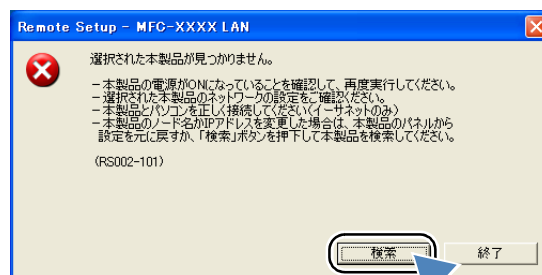 Remote Setup - MFC-XXXX LAN
選択された本製品が見つかりません。
－本製品の電源がONになっていることを確認して、再度実行してください。
－選択された本製品のネットワークの設定をご確認ください。
－本製品とパソコンを正しく接続してください(イーサネットのみ)
－本製品のノード名かIPアドレスを変更した場合は、本製品のパネルから
設定を元に戻すか、「検索」ボタンを押下して本製品を検索してください。
(RS002-101)
検索
終了